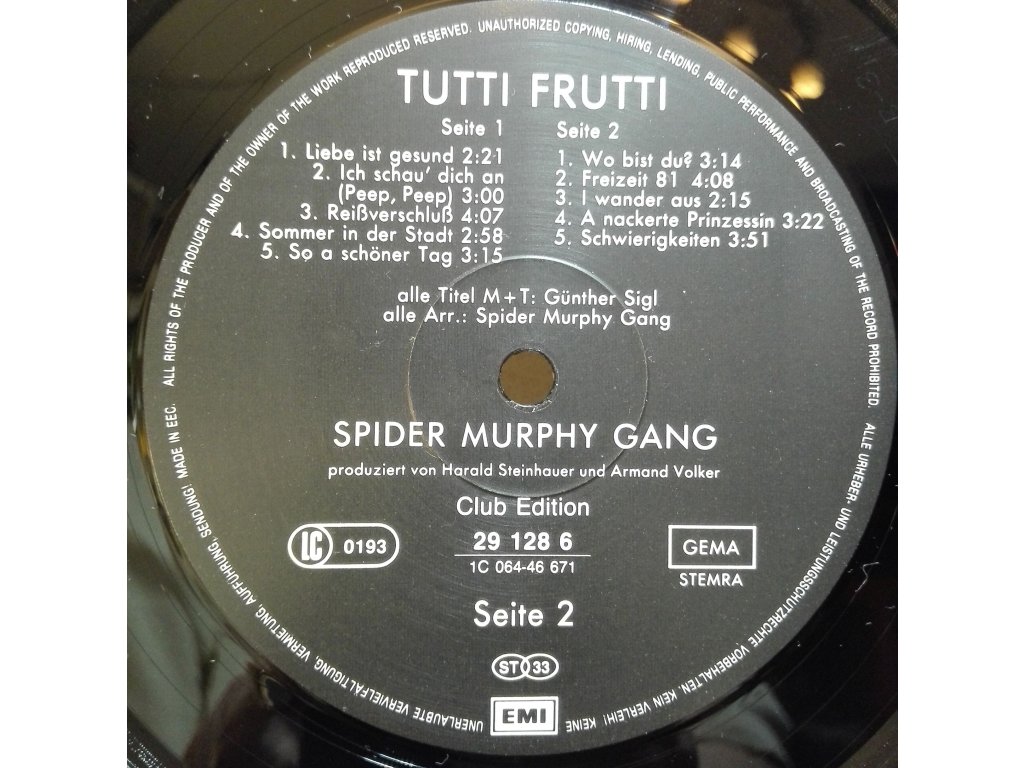 ALL RIGHTS OF THE PRODUCER AND OF THE OWNER OF THE WORK REPRODUCED RESERVED. UNAUTHORIZED COPYING, HIRING, LENDING, PUBLIC PERFORMANCE AND BROADCASTING OF THE RECORD PROHIBITED.
TUTTI FRUTTI
Seite 1
1. Liebe ist gesund 2:21
2. Ich schau' dich an
(Peep, Peep) 3:00
3. Reißverschluß 4:07
4. Sommer in der Stadt 2:58
5. So a schöner Tag 3:15
Seite 2
1. Wo bist du? 3:14
2. Freizeit 81 4:08
3. I wander aus 2:15
4. A nackerte Prinzessin 3:22
5. Schwierigkeiten 3:51
alle Titel M+T: Günther Sigl
alle Arr.: Spider Murphy Gang
SPIDER MURPHY GANG
produziert von Harald Steinhauer und Armand Volker
Club Edition
LC 0193
29 128 6
1C 064-46 671
GEMA
STEMRA
Seite 2
ST 33
EMI
ALLE URHEBER- UND LEISTUNGSSCHUTZRECHTE VORBEHALTEN. KEIN VERLEIH! KEINE UNERLAUBTE VERVIELFÄLTIGUNG, VERMIETUNG, AUFFÜHRUNG, SENDUNG! MADE IN EEC.